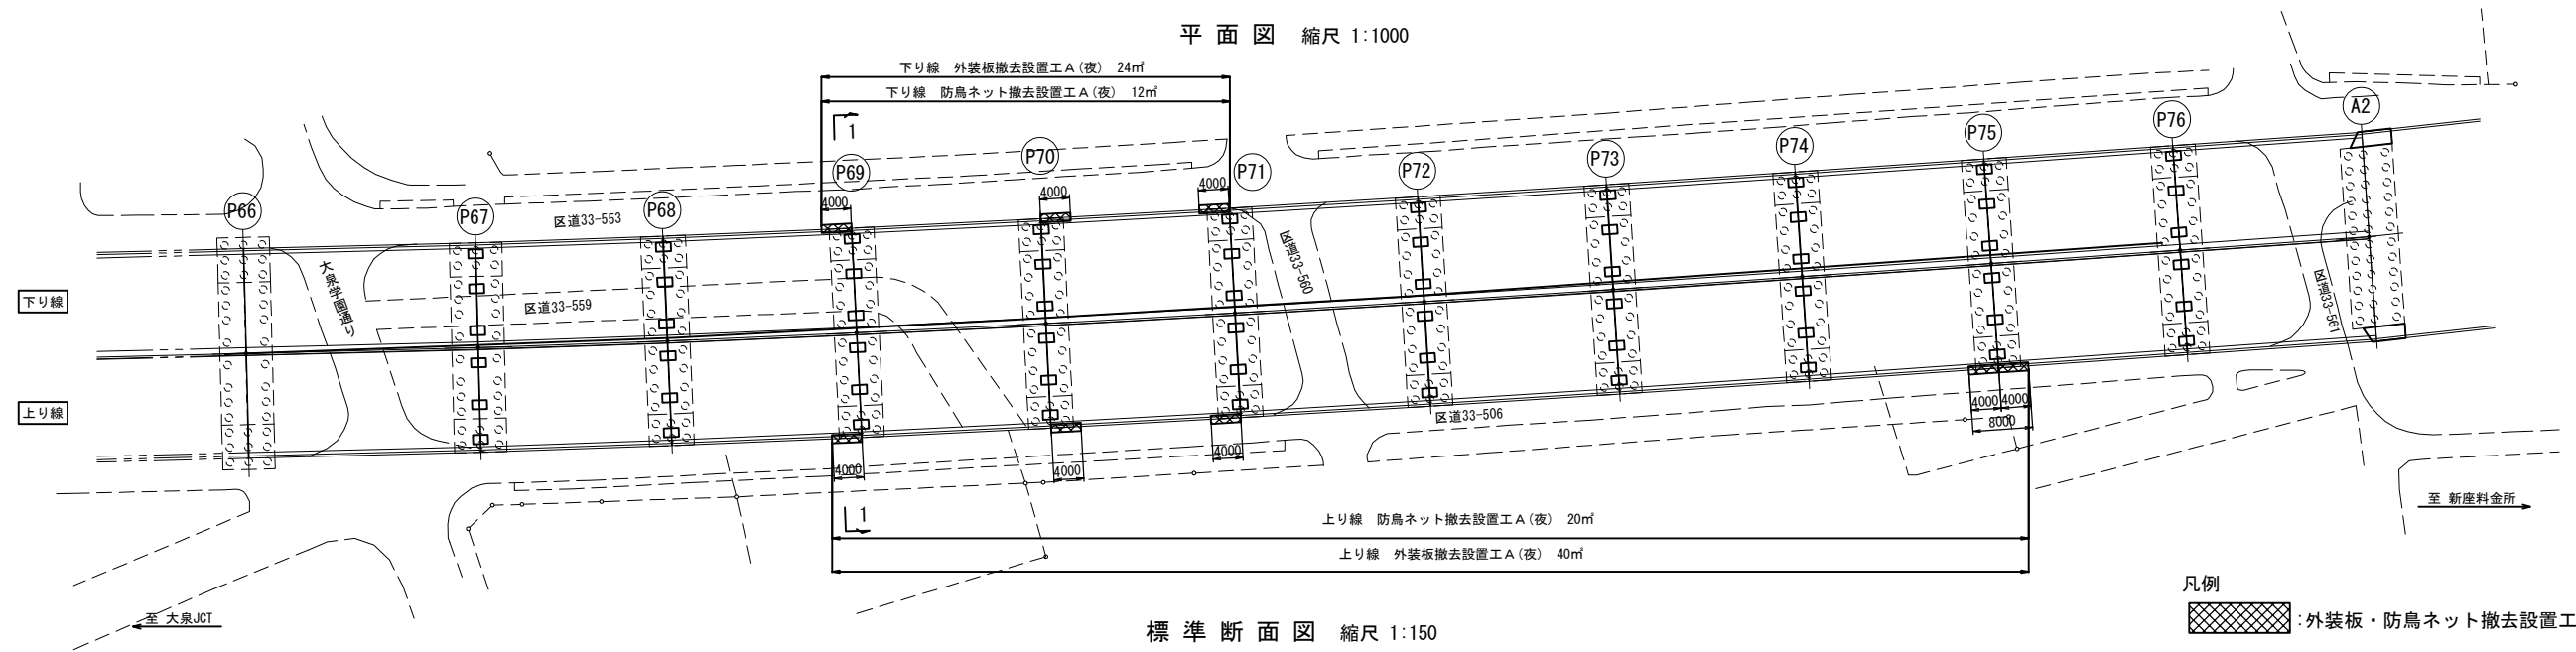 平面図 縮尺 1:1000
下り線 外装板撤去設置工A(夜) 24㎡
下り線 防鳥ネット撤去設置工A(夜) 12㎡
1
P66
P67
P68
P69
P70
P71
P72
P73
P74
P75
P76
A2
4000
4000
4000
区道33-553
大泉学園通り
区道33-559
区道33-560
区道33-561
区道33-506
下り線
上り線
4000
4000
4000
4000 4000
8000
1
上り線 防鳥ネット撤去設置工A(夜) 20㎡
上り線 外装板撤去設置工A(夜) 40㎡
至 新座料金所
至 大泉JCT
凡例
:外装板・防鳥ネット撤去設置工
標準断面図 縮尺 1:150